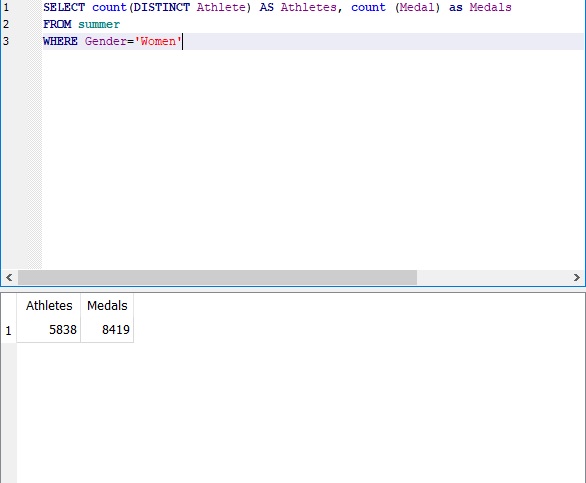 1 SELECT count(DISTINCT Athlete) AS Athletes, count (Medal) as Medals
2 FROM summer
3 WHERE Gender='Women'
Athletes Medals
1 5838 8419